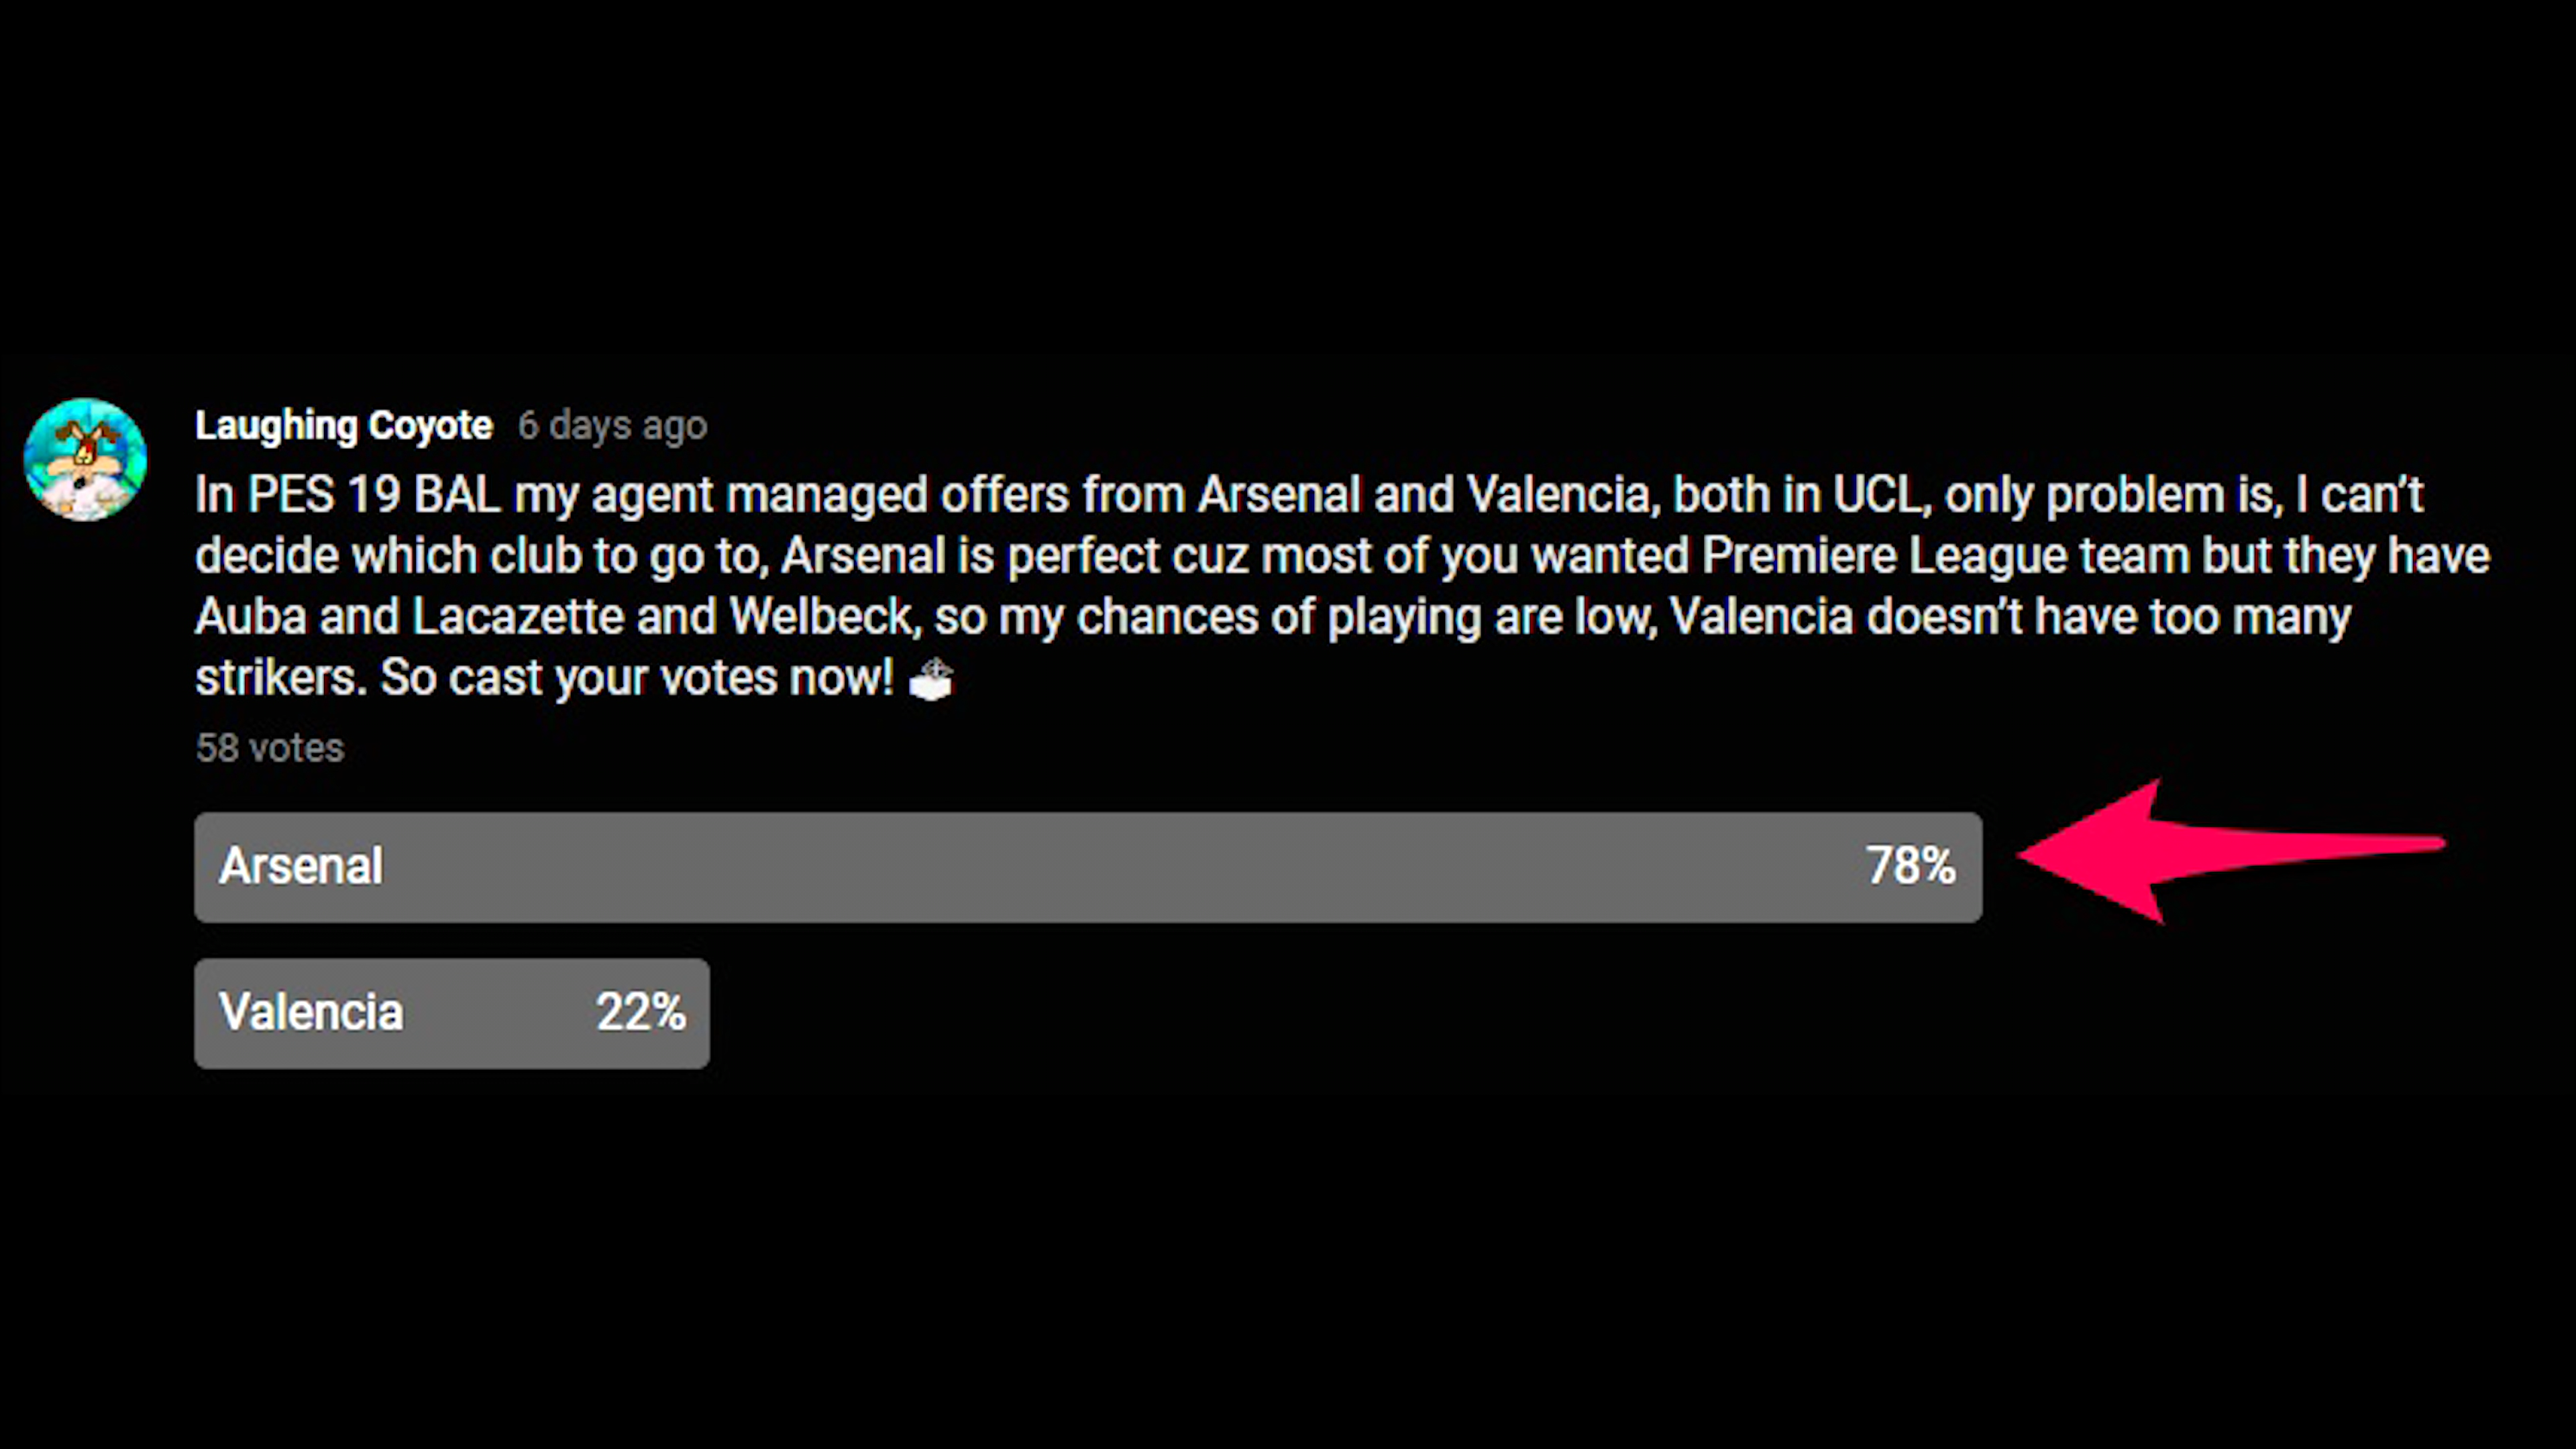 Laughing Coyote 6 days ago
In PES 19 BAL my agent managed offers from Arsenal and Valencia, both in UCL, only problem is, I can’t
decide which club to go to, Arsenal is perfect cuz most of you wanted Premiere League team but they have
Auba and Lacazette and Welbeck, so my chances of playing are low, Valencia doesn’t have too many
strikers. So cast your votes now!
58 votes
Arsenal 78%
Valencia 22%